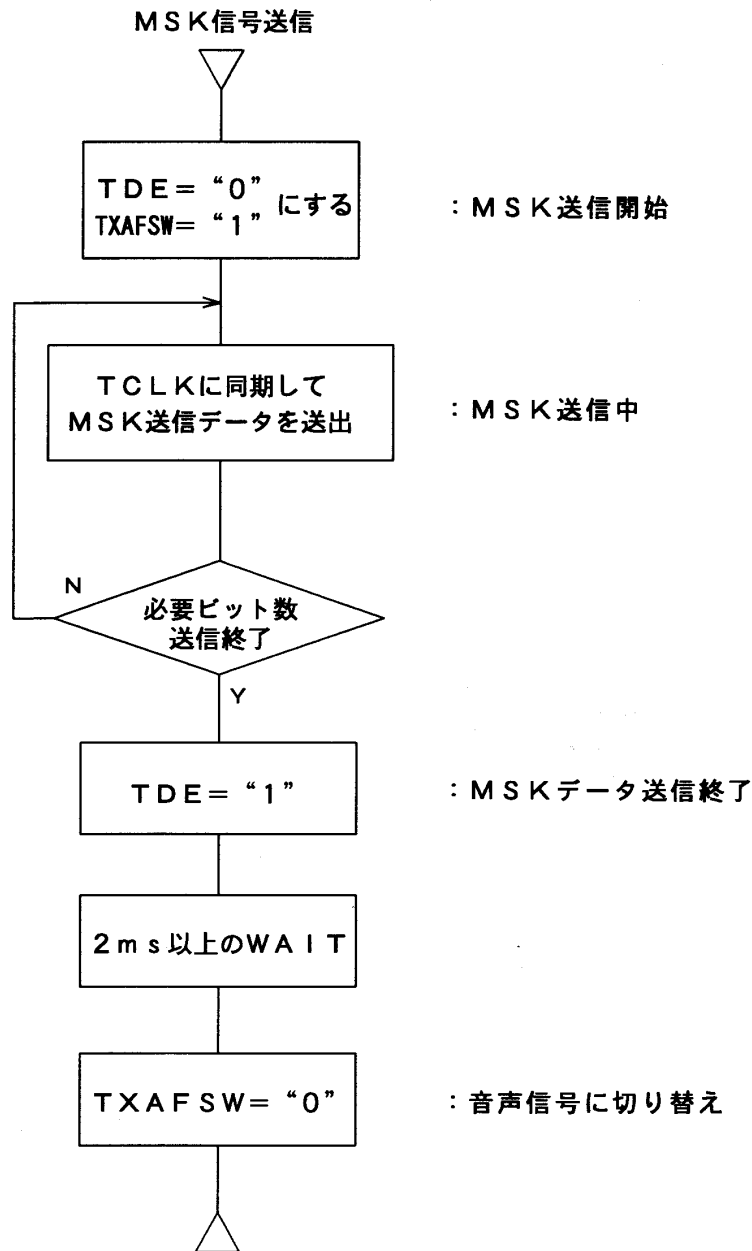 MSK信号送信
TDE=“0”
TXAFSW=“1”
にする
:MSK送信開始
TCLKに同期して
MSK送信データを送出
:MSK送信中
N
必要ビット数
送信終了
Y
TDE=“1”
:MSKデータ送信終了
2ms以上のWAIT
TXAFSW=“0”
:音声信号に切り替え